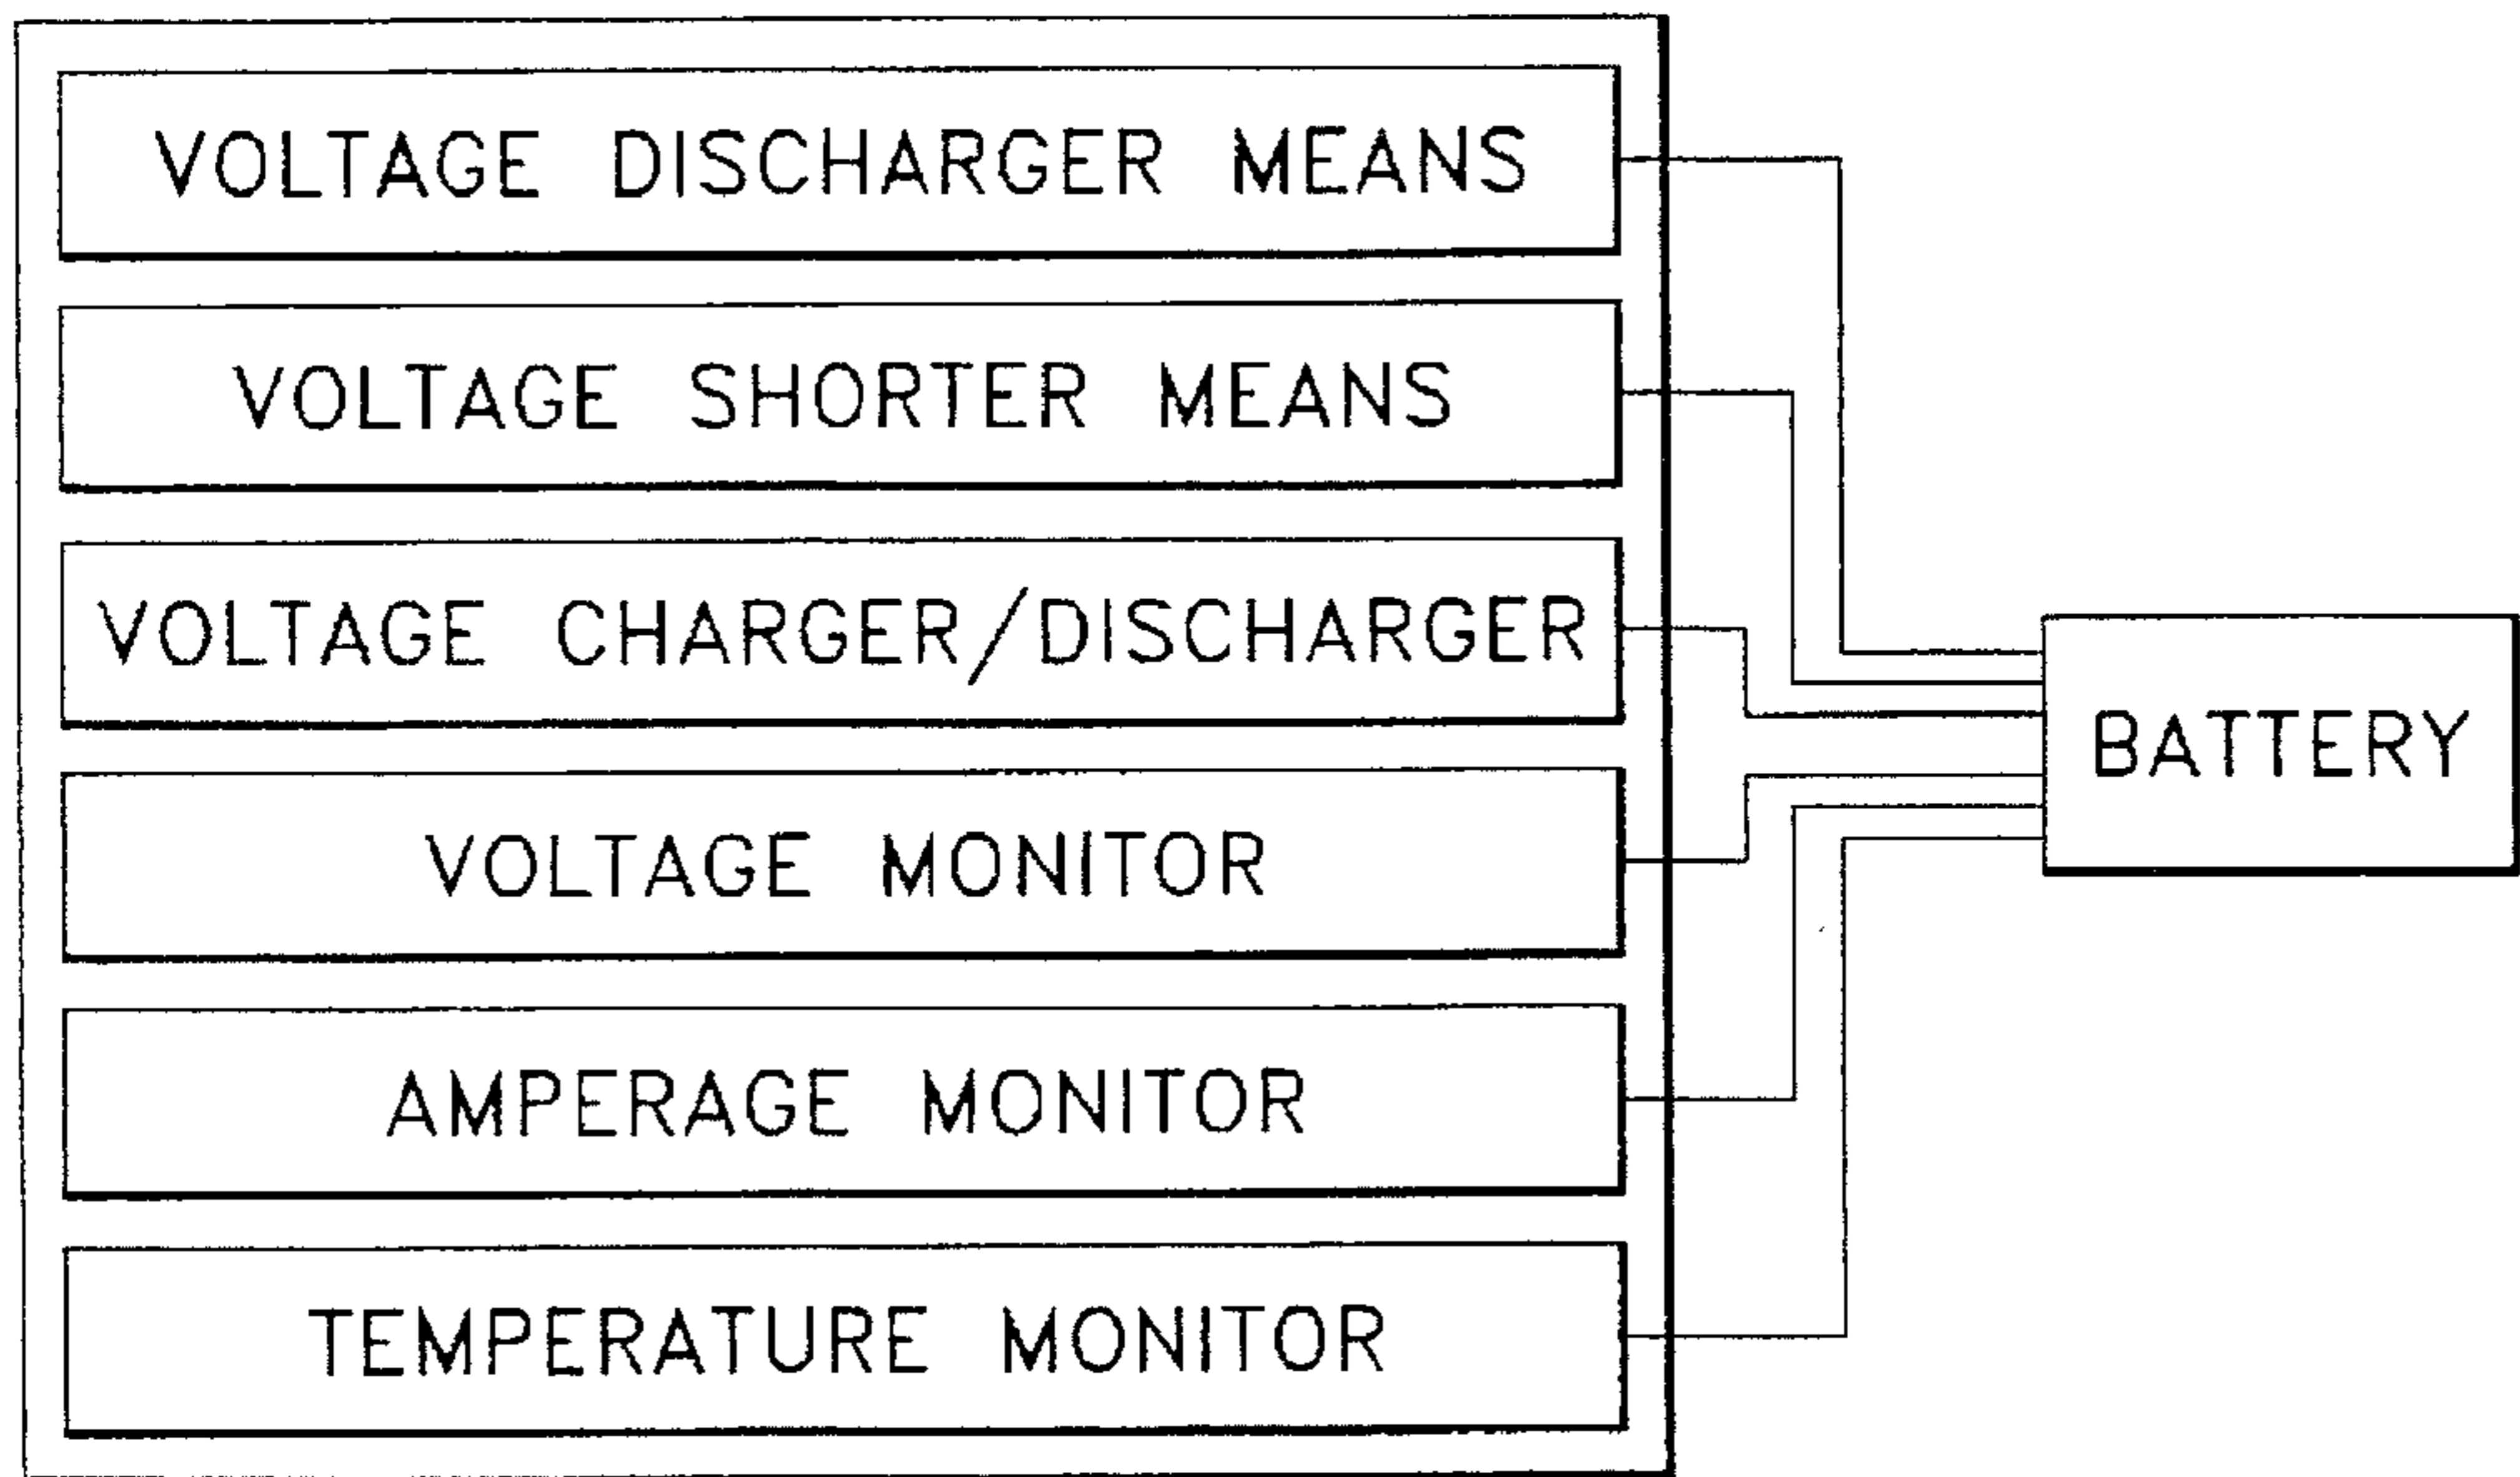 VOLTAGE DISCHARGER MEANS
VOLTAGE SHORTER MEANS
VOLTAGE CHARGER/DISCHARGER
VOLTAGE MONITOR
AMPERAGE MONITOR
TEMPERATURE MONITOR
BATTERY